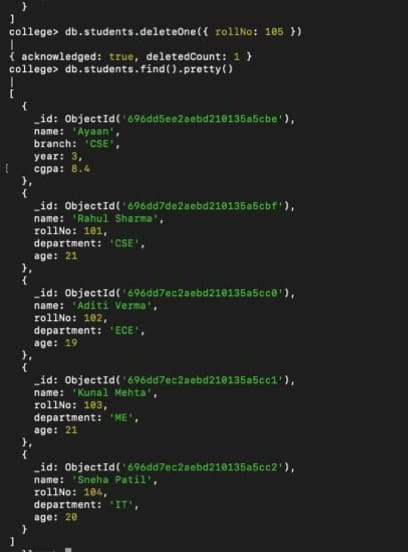 }
]
college> db.students.deleteOne({ rollNo: 105 })
|
{ acknowledged: true, deletedCount: 1 }
college> db.students.find().pretty()
|
[
{
_id: ObjectId('696dd5ee2aebd210135a5cbe'),
name: 'Ayaan',
branch: 'CSE',
year: 3,
cgpa: 8.4
},
{
_id: ObjectId('696dd7de2aebd210135a5cbf'),
name: 'Rahul Sharma',
rollNo: 101,
department: 'CSE',
age: 21
},
{
_id: ObjectId('696dd7ec2aebd210135a5cc0'),
name: 'Aditi Verma',
rollNo: 102,
department: 'ECE',
age: 19
},
{
_id: ObjectId('696dd7ec2aebd210135a5cc1'),
name: 'Kunal Mehta',
rollNo: 103,
department: 'ME',
age: 21
},
{
_id: ObjectId('696dd7ec2aebd210135a5cc2'),
name: 'Sneha Patil',
rollNo: 104,
department: 'IT',
age: 20
}
]